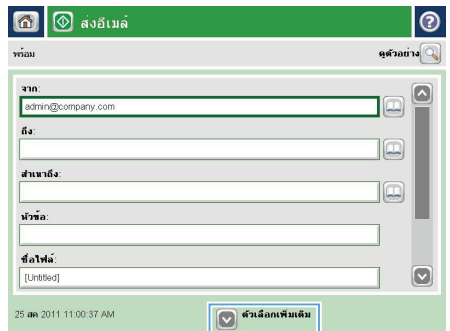 ส่งอีเมล์
พร้อม
ดูตัวอย่าง
จาก:
admin@company.com
ถึง:
สำเนาถึง:
หัวข้อ:
ชื่อไฟล์:
[Untitled]
25 สค 2011 11:00:37 AM
ตัวเลือกเพิ่มเติม